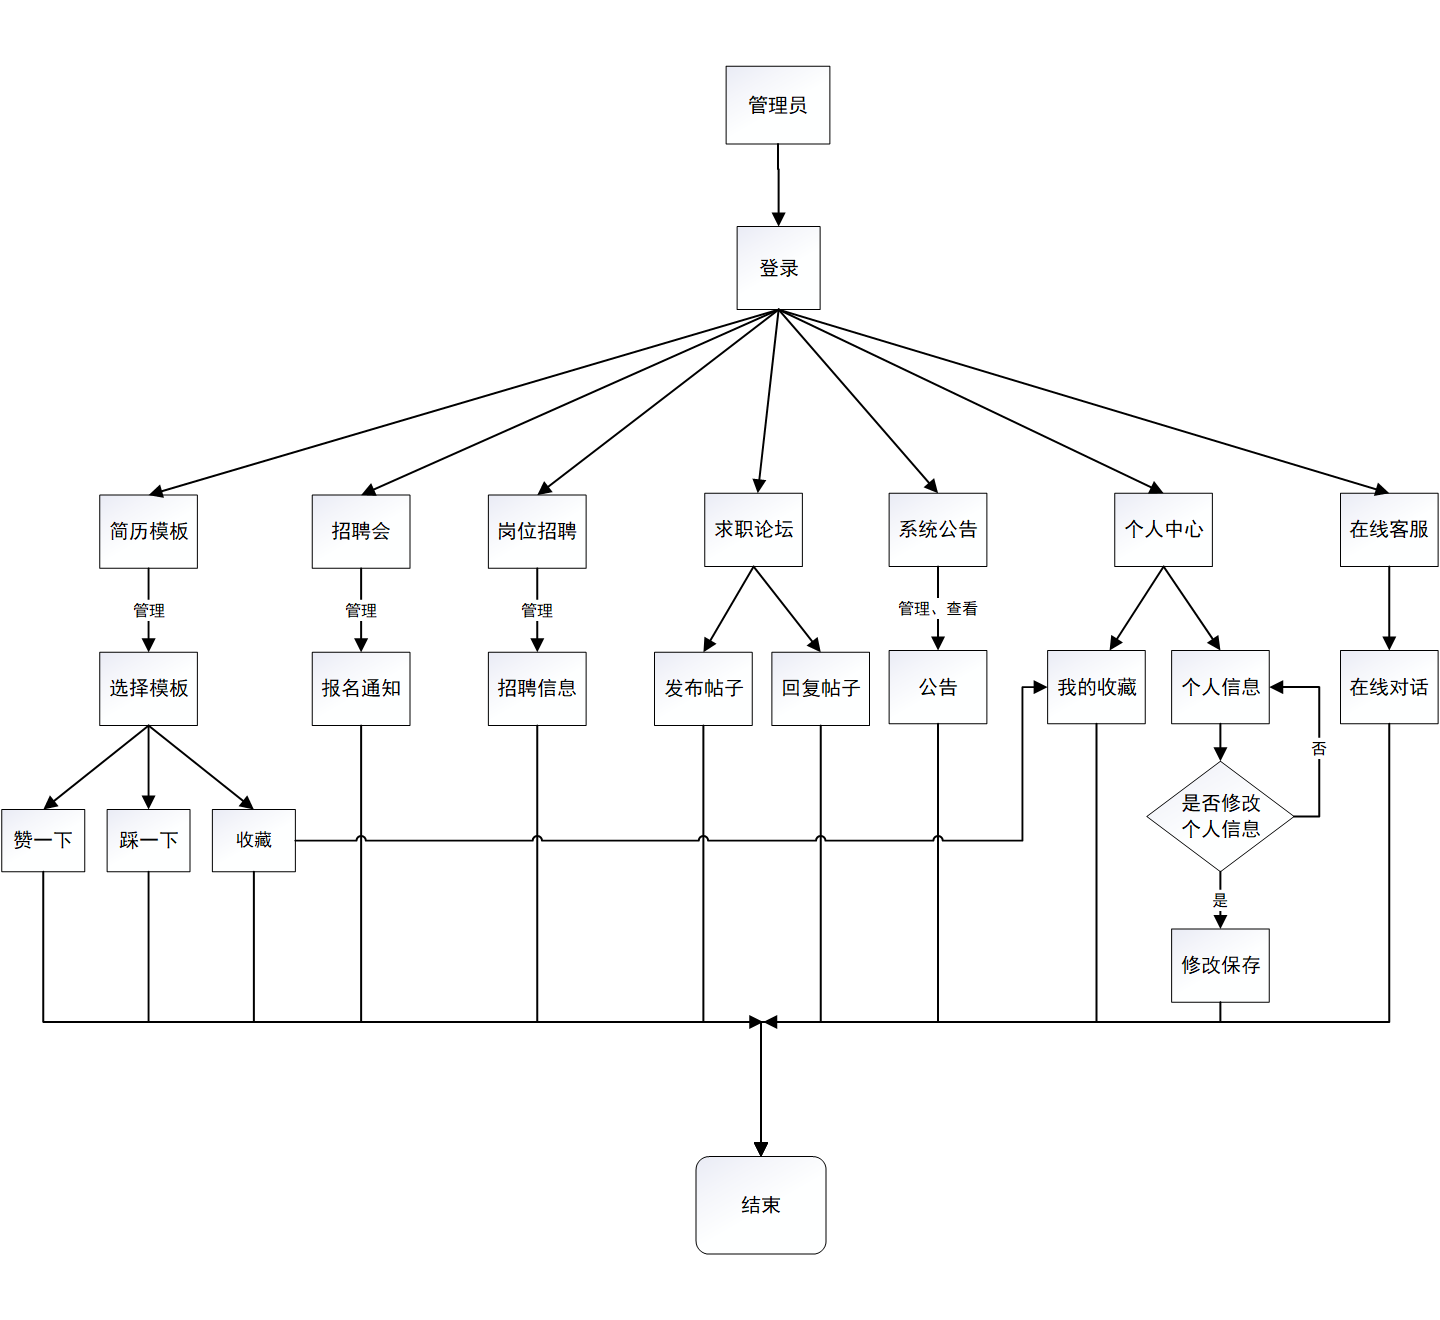 管理员
登录
简历模板
招聘会
岗位招聘
求职论坛
系统公告
个人中心
在线客服
管理
管理
管理
管理、查看
选择模板
报名通知
招聘信息
发布帖子
回复帖子
公告
我的收藏
个人信息
在线对话
否
赞一下
踩一下
收藏
是否修改
个人信息
是
修改保存
结束